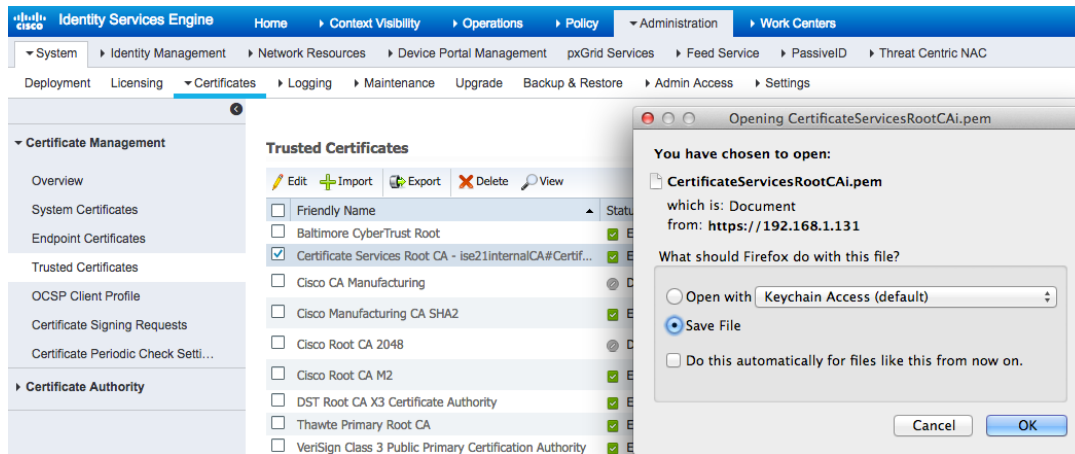 cisco Identity Services Engine Home Context Visibility Operations Policy Administration Work Centers
System Identity Management Network Resources Device Portal Management pxGrid Services Feed Service PassiveID Threat Centric NAC
Deployment Licensing Certificates Logging Maintenance Upgrade Backup & Restore Admin Access Settings
Certificate Management
Overview
System Certificates
Endpoint Certificates
Trusted Certificates
OCSP Client Profile
Certificate Signing Requests
Certificate Periodic Check Setti...
Certificate Authority
Trusted Certificates
Edit Import Export Delete View
Friendly Name Statu
Baltimore CyberTrust Root E
Certificate Services Root CA - ise21internalCA#Certif... E
Cisco CA Manufacturing D
Cisco Manufacturing CA SHA2 E
Cisco Root CA 2048 D
Cisco Root CA M2 E
DST Root CA X3 Certificate Authority E
Thawte Primary Root CA E
VeriSign Class 3 Public Primary Certification Authority E
Opening CertificateServicesRootCAi.pem
You have chosen to open:
CertificateServicesRootCAi.pem
which is: Document
from: https://192.168.1.131
What should Firefox do with this file?
Open with Keychain Access (default)
Save File
Do this automatically for files like this from now on.
Cancel OK